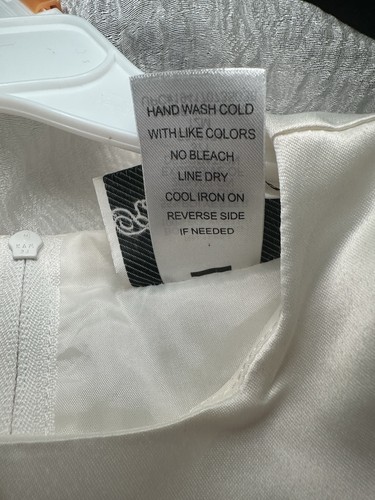 HAND WASH COLD
WITH LIKE COLORS
NO BLEACH
LINE DRY
COOL IRON ON
REVERSE SIDE
IF NEEDED